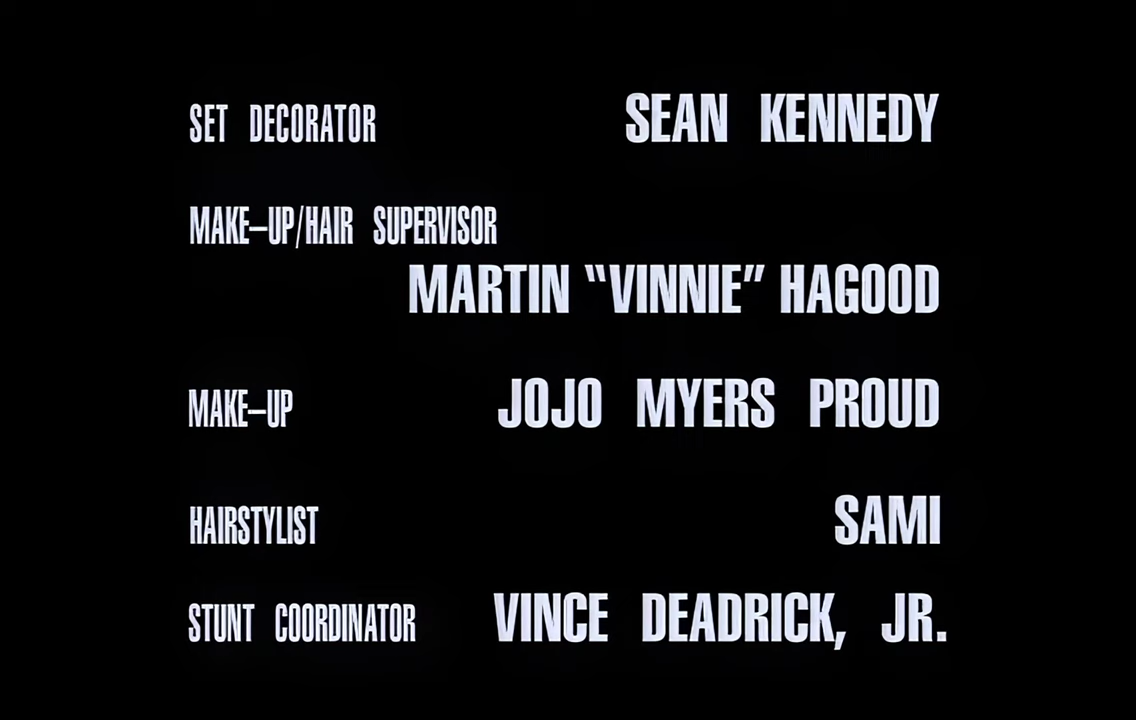 SET DECORATOR SEAN KENNEDY
MAKE–UP/HAIR SUPERVISOR
MARTIN “VINNIE” HAGOOD
MAKE–UP JOJO MYERS PROUD
HAIRSTYLIST SAMI
STUNT COORDINATOR VINCE DEADRICK, JR.